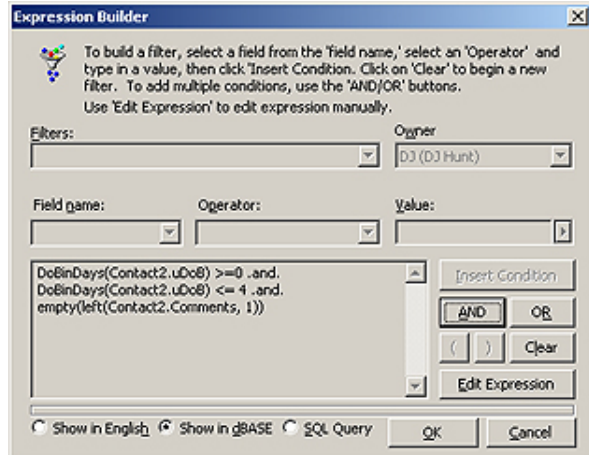 Expression Builder
To build a filter, select a field from the 'field name,' select an 'Operator' and
type in a value, then click 'Insert Condition. Click on 'Clear' to begin a new
filter. To add multiple conditions, use the 'AND/OR' buttons.
Use 'Edit Expression' to edit expression manually.
Filters:
Owner
DJ (DJ Hunt)
Field name:
Operator:
Value:
DoBinDays(Contact2.uDoB) >=0 .and.
DoBinDays(Contact2.uDoB) <= 4 .and.
empty(left(Contact2.Comments, 1))
Insert Condition
AND
OR
(
)
Clear
Edit Expression
Show in English
Show in dBASE
SQL Query
OK
Cancel